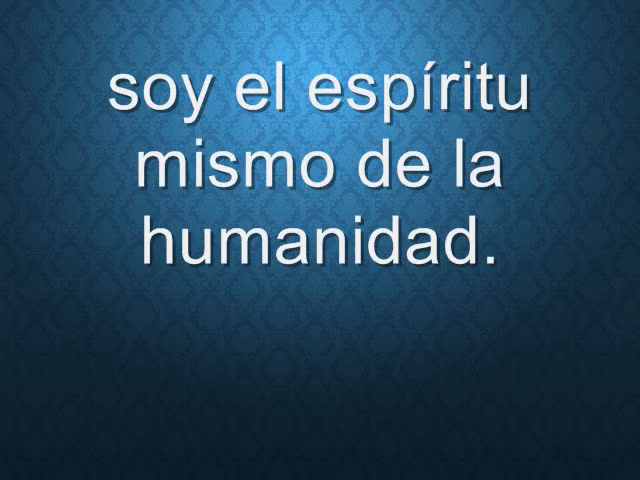 soy el espíritu
mismo de la
humanidad.